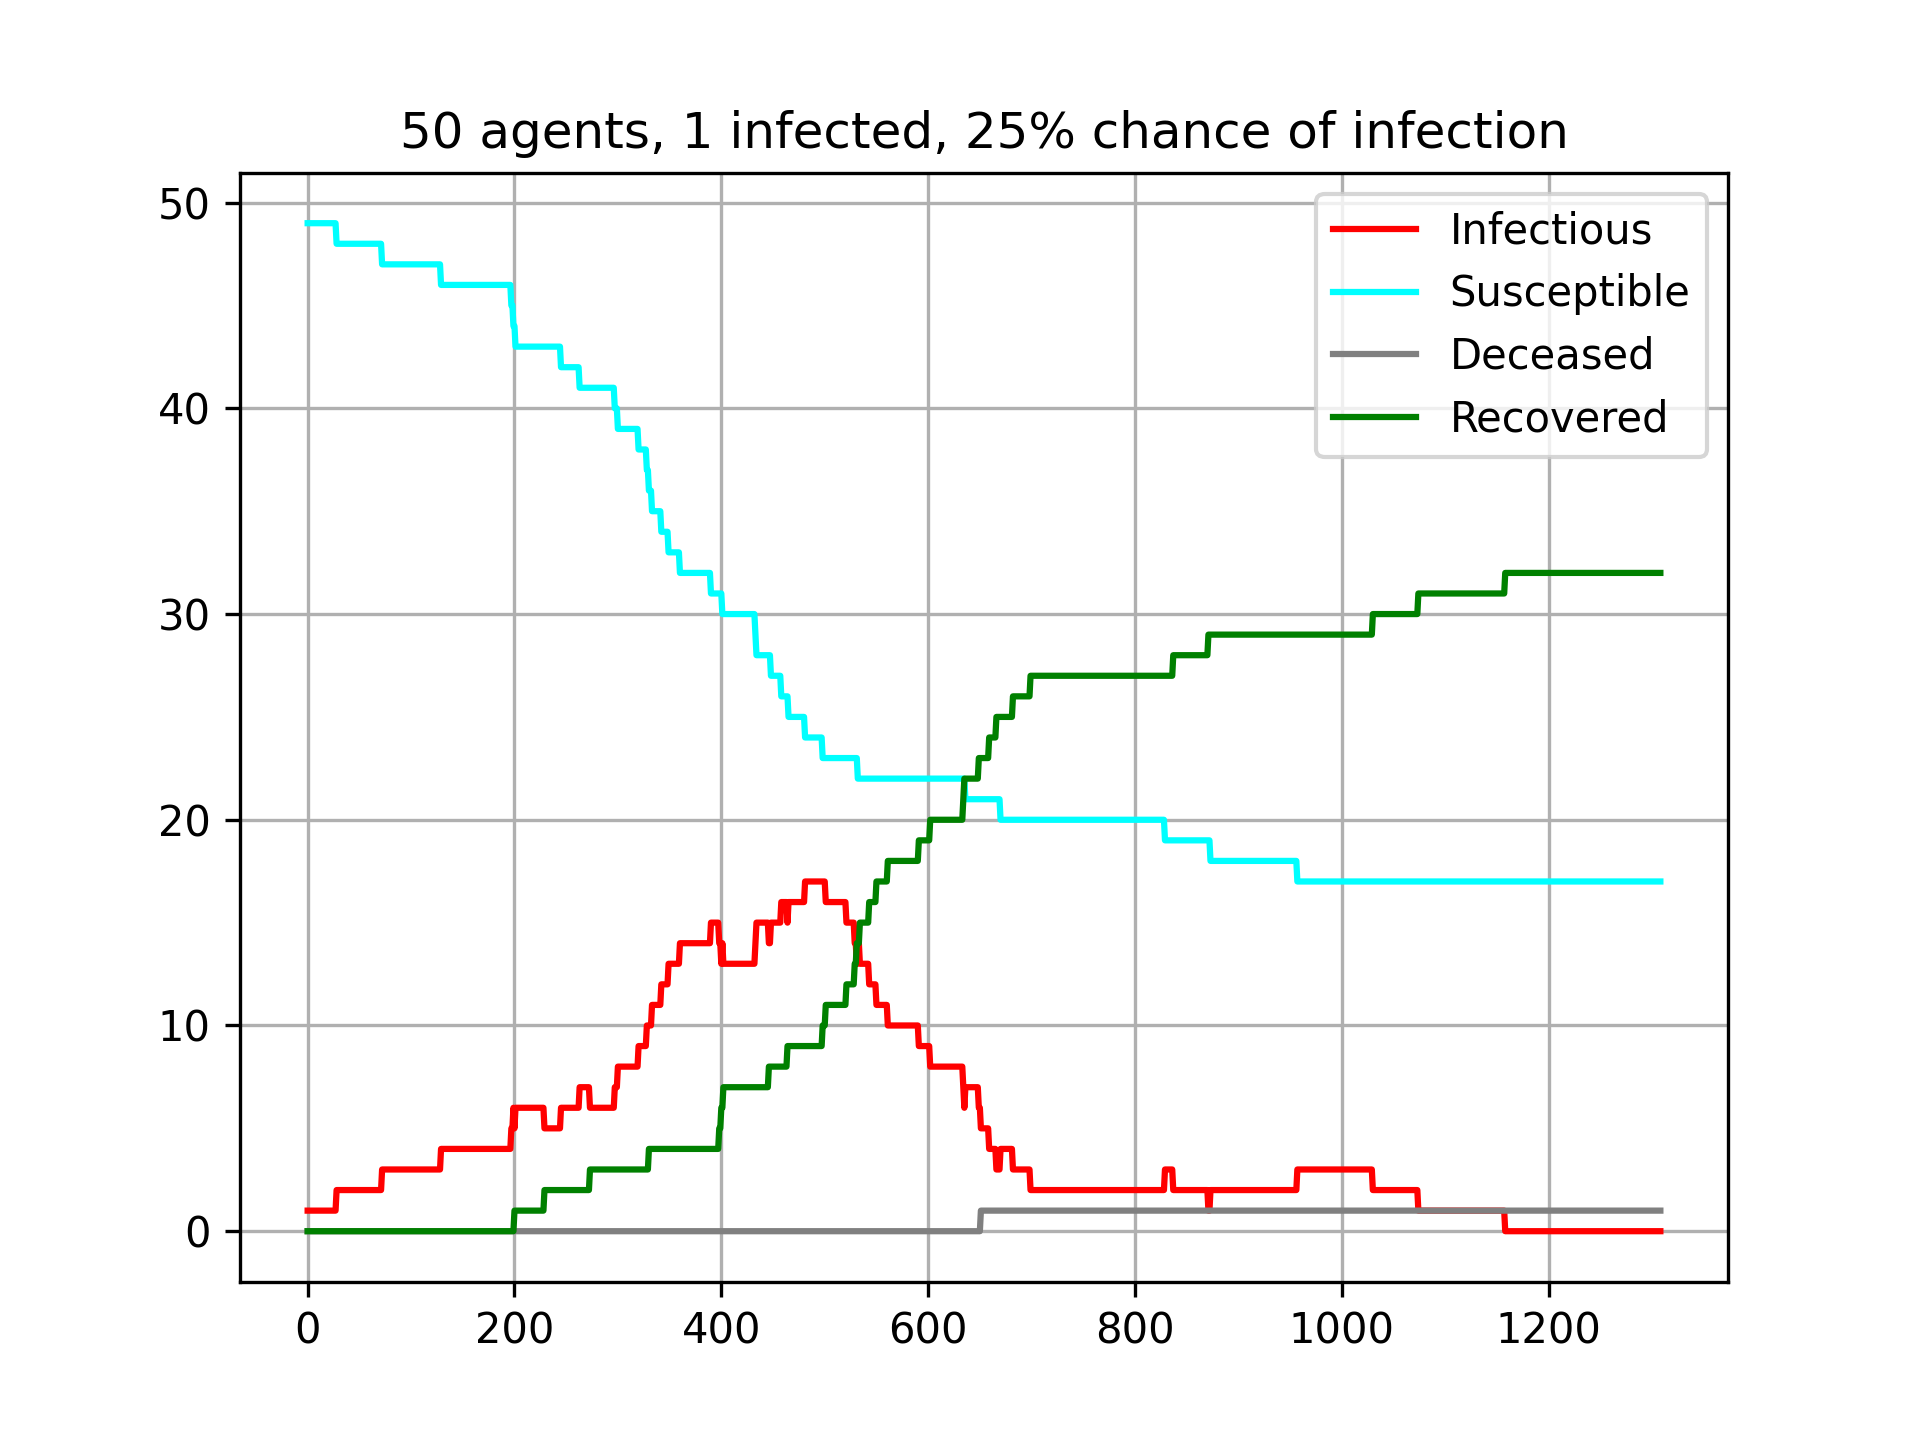 50 agents, 1 infected, 25% chance of infection
50
40
30
20
10
0
Infectious
Susceptible
Deceased
Recovered
0 200 400 600 800 1000 1200